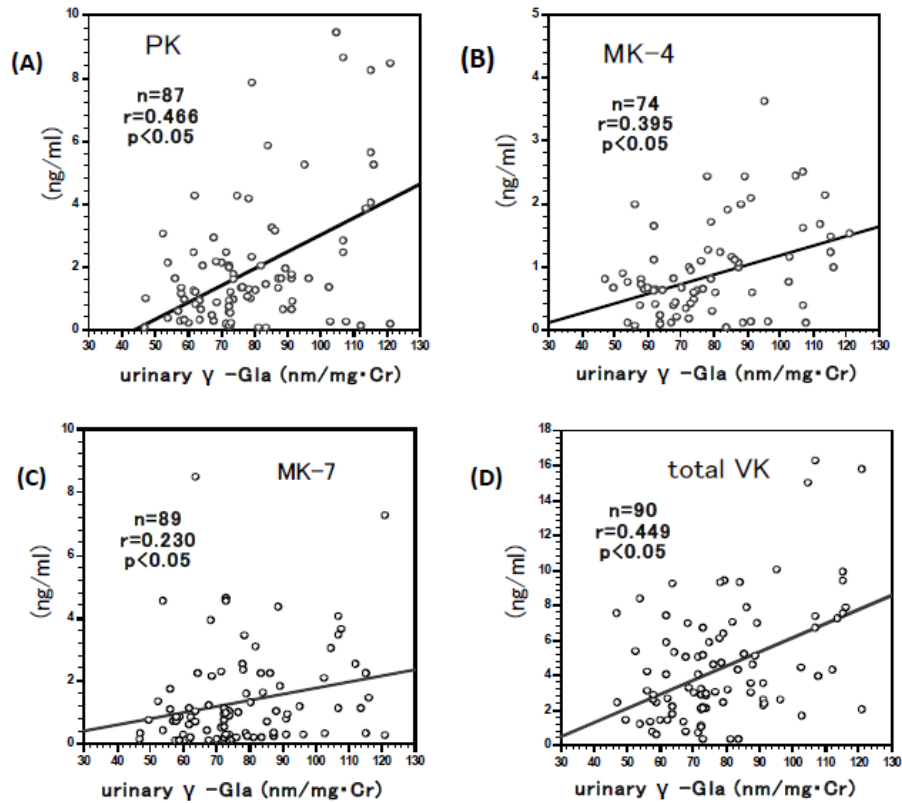 (A)
PK
n=87
r=0.466
p<0.05
(ng/ml)
10
8
6
4
2
0
30 40 50 60 70 80 90 100 110 120 130
urinary γ -Gla (nm/mg·Cr)
(B)
MK-4
n=74
r=0.395
p<0.05
(ng/ml)
5
4
3
2
1
0
30 40 50 60 70 80 90 100 110 120 130
urinary γ -Gla (nm/mg·Cr)
(C)
MK-7
n=89
r=0.230
p<0.05
(ng/ml)
10
8
6
4
2
0
30 40 50 60 70 80 90 100 110 120 130
urinary γ -Gla (nm/mg·Cr)
(D)
total VK
n=90
r=0.449
p<0.05
(ng/ml)
18
16
14
12
10
8
6
4
2
0
30 40 50 60 70 80 90 100 110 120 130
urinary γ -Gla (nm/mg·Cr)